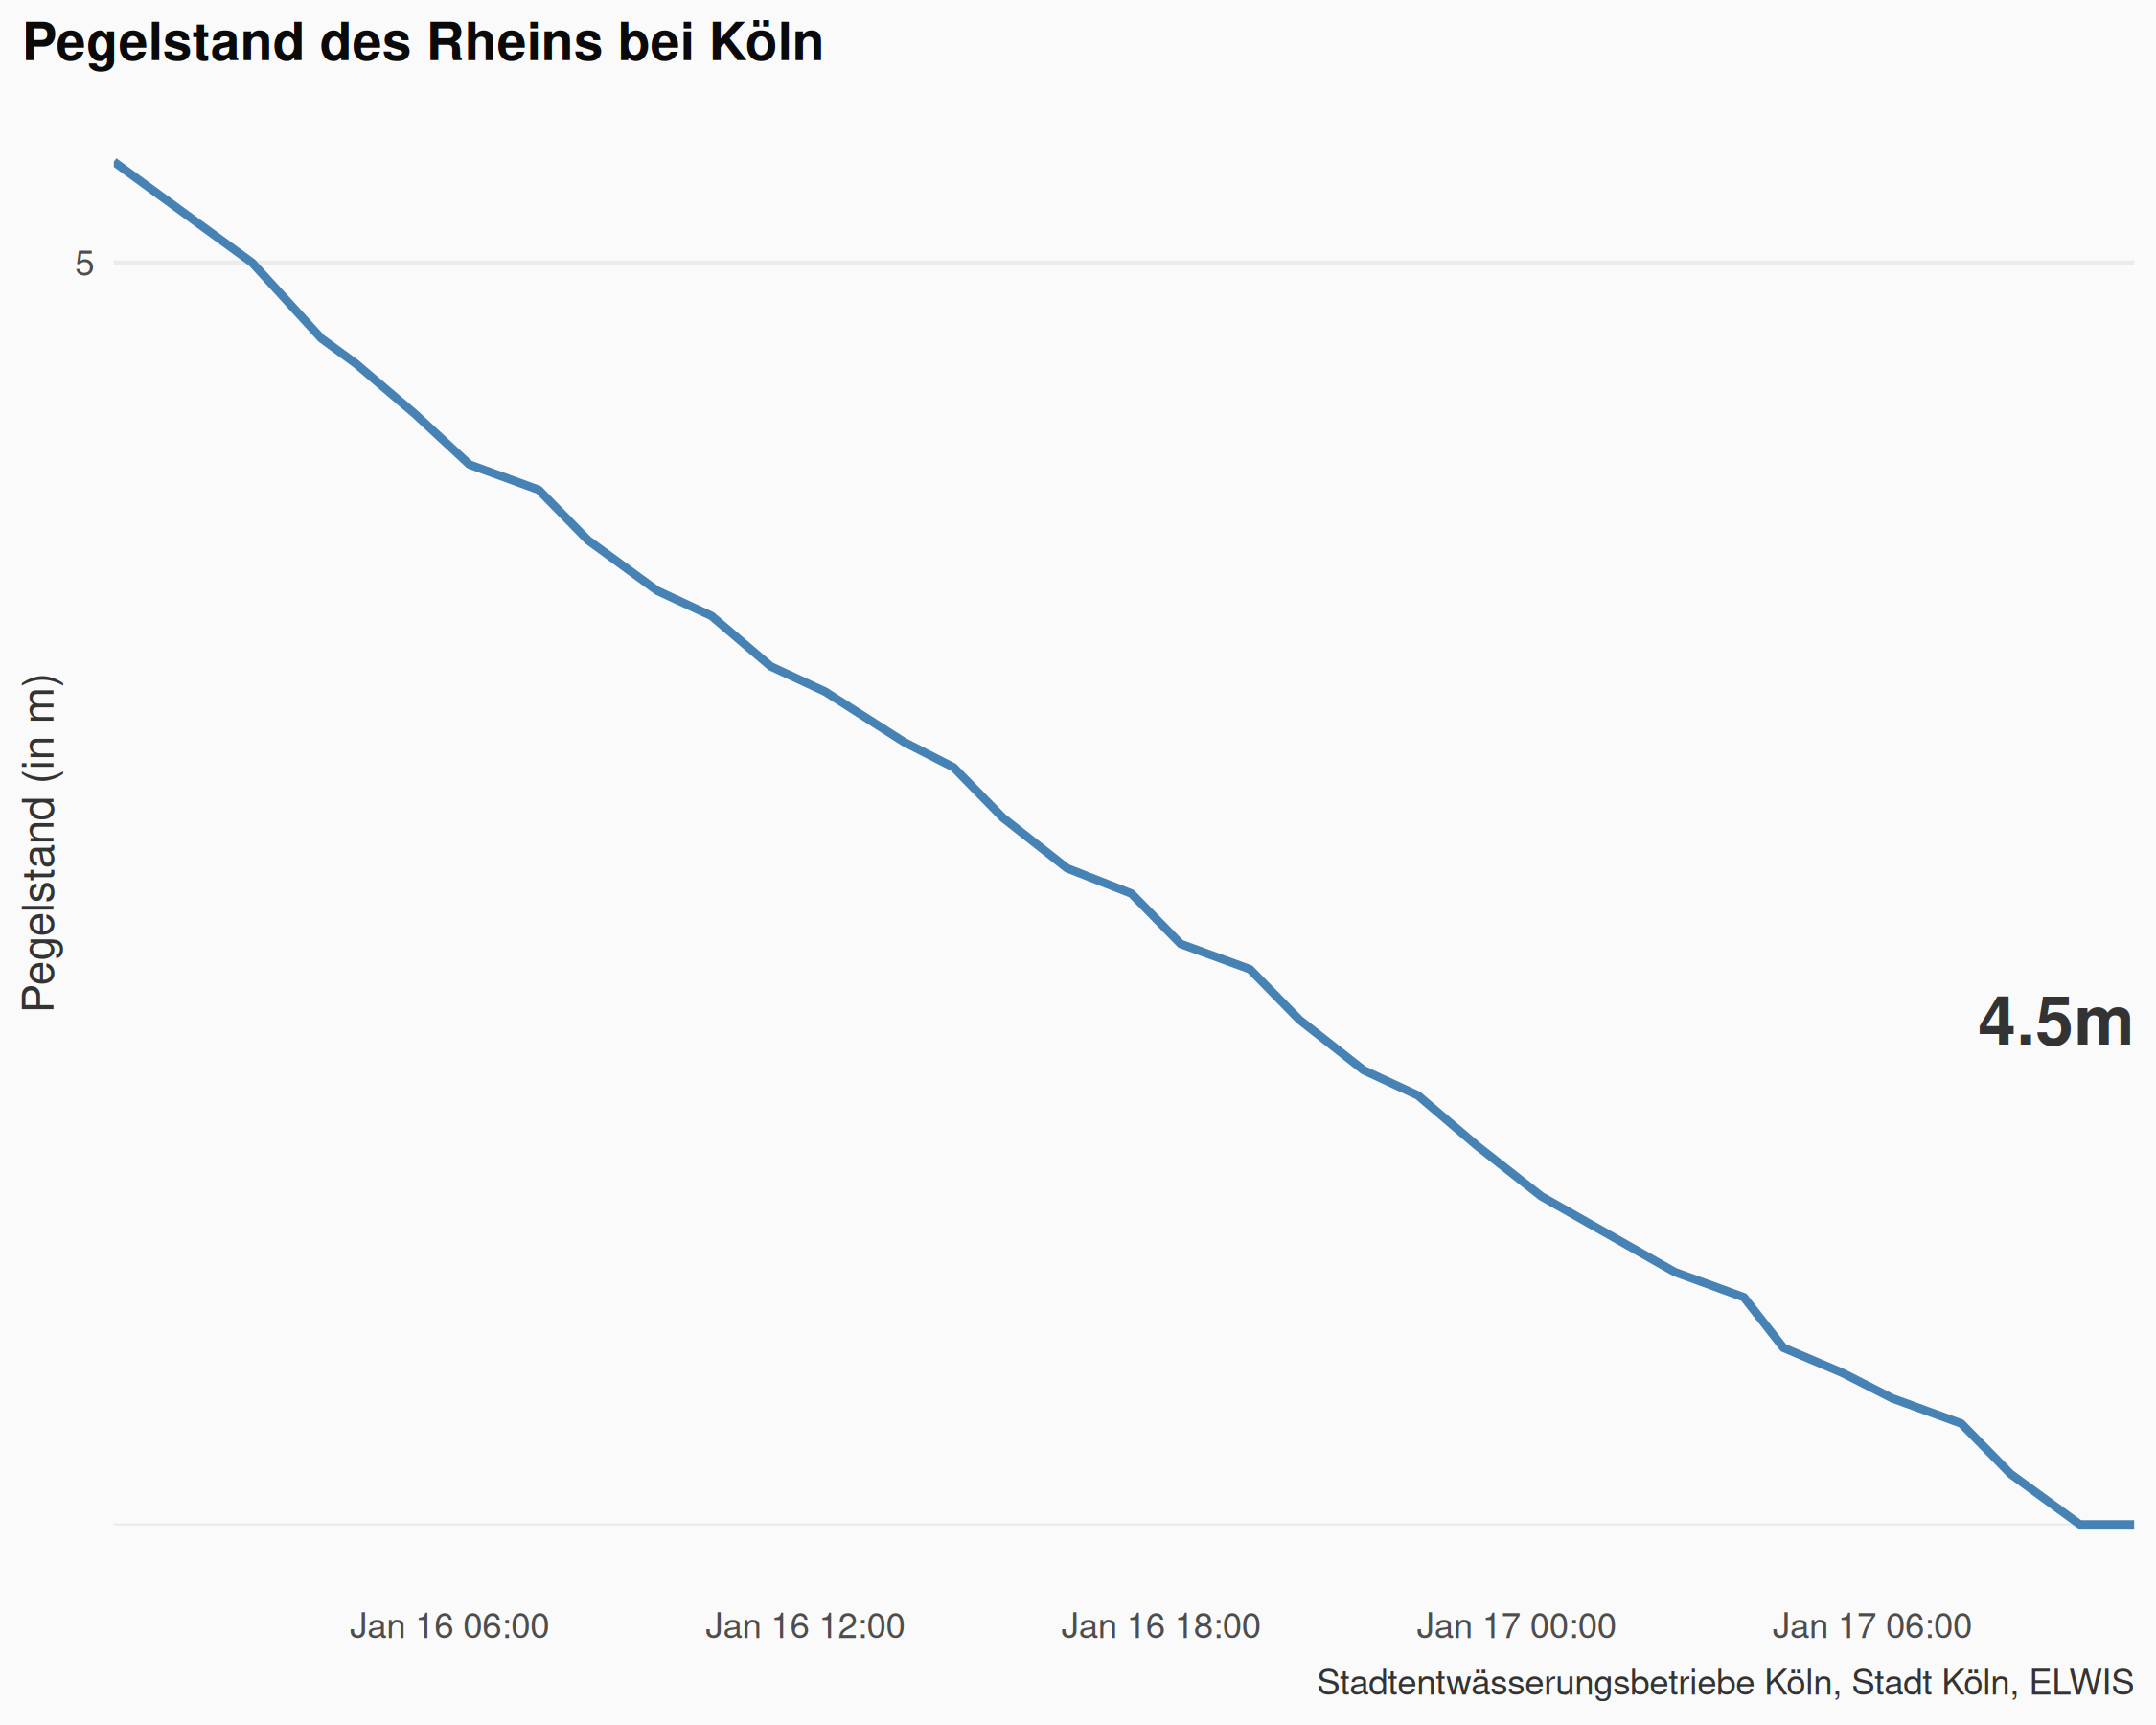 Pegelstand des Rheins bei Köln
5
Pegelstand (in m)
4.5m
Jan 16 06:00 Jan 16 12:00 Jan 16 18:00 Jan 17 00:00 Jan 17 06:00
Stadtentwässerungsbetriebe Köln, Stadt Köln, ELWIS